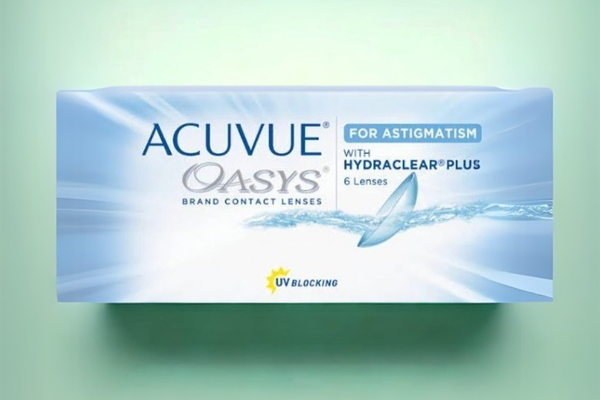 ACUVUE®
OASYS®
BRAND CONTACT LENSES
FOR ASTIGMATISM
WITH
HYDRACLEAR® PLUS
6 Lenses
UV BLOCKING